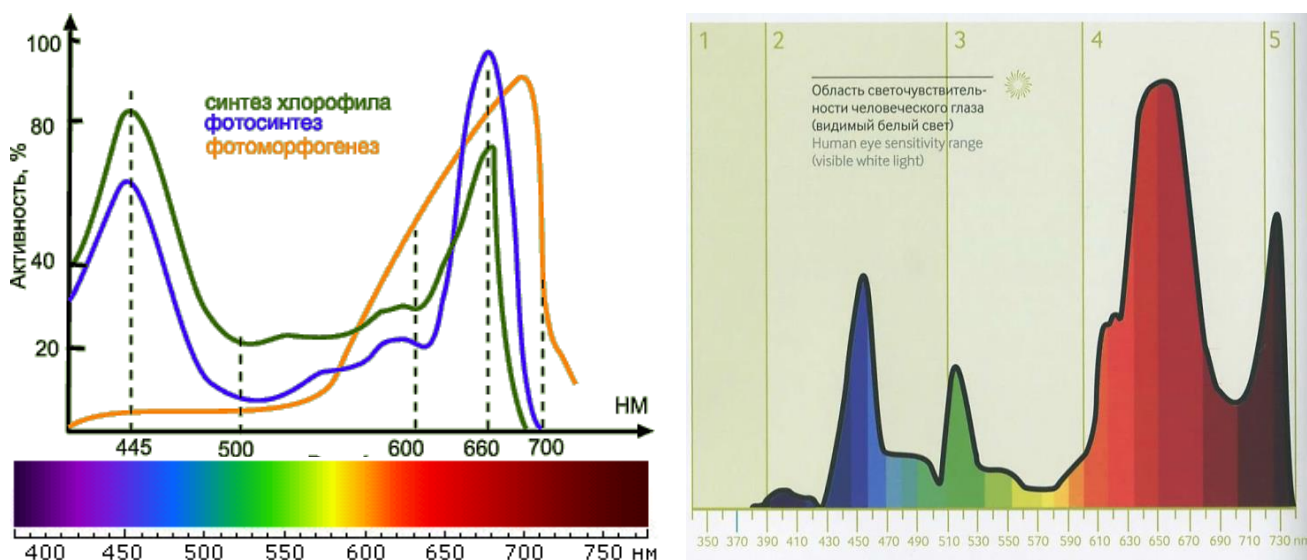 100
80
40
20
Активность, %
синтез хлорофила
фотосинтез
фотоморфогенез
НМ
445 500 600 660 700
400 450 500 550 600 650 700 750 нм
1 2 3 4 5
Область светочувствитель-
ности человеческого глаза
(видимый белый свет)
Human eye sensitivity range
(visible white light)
350 370 390 410 430 450 470 490 510 530 550 570 590 610 630 650 670 690 710 730 nm